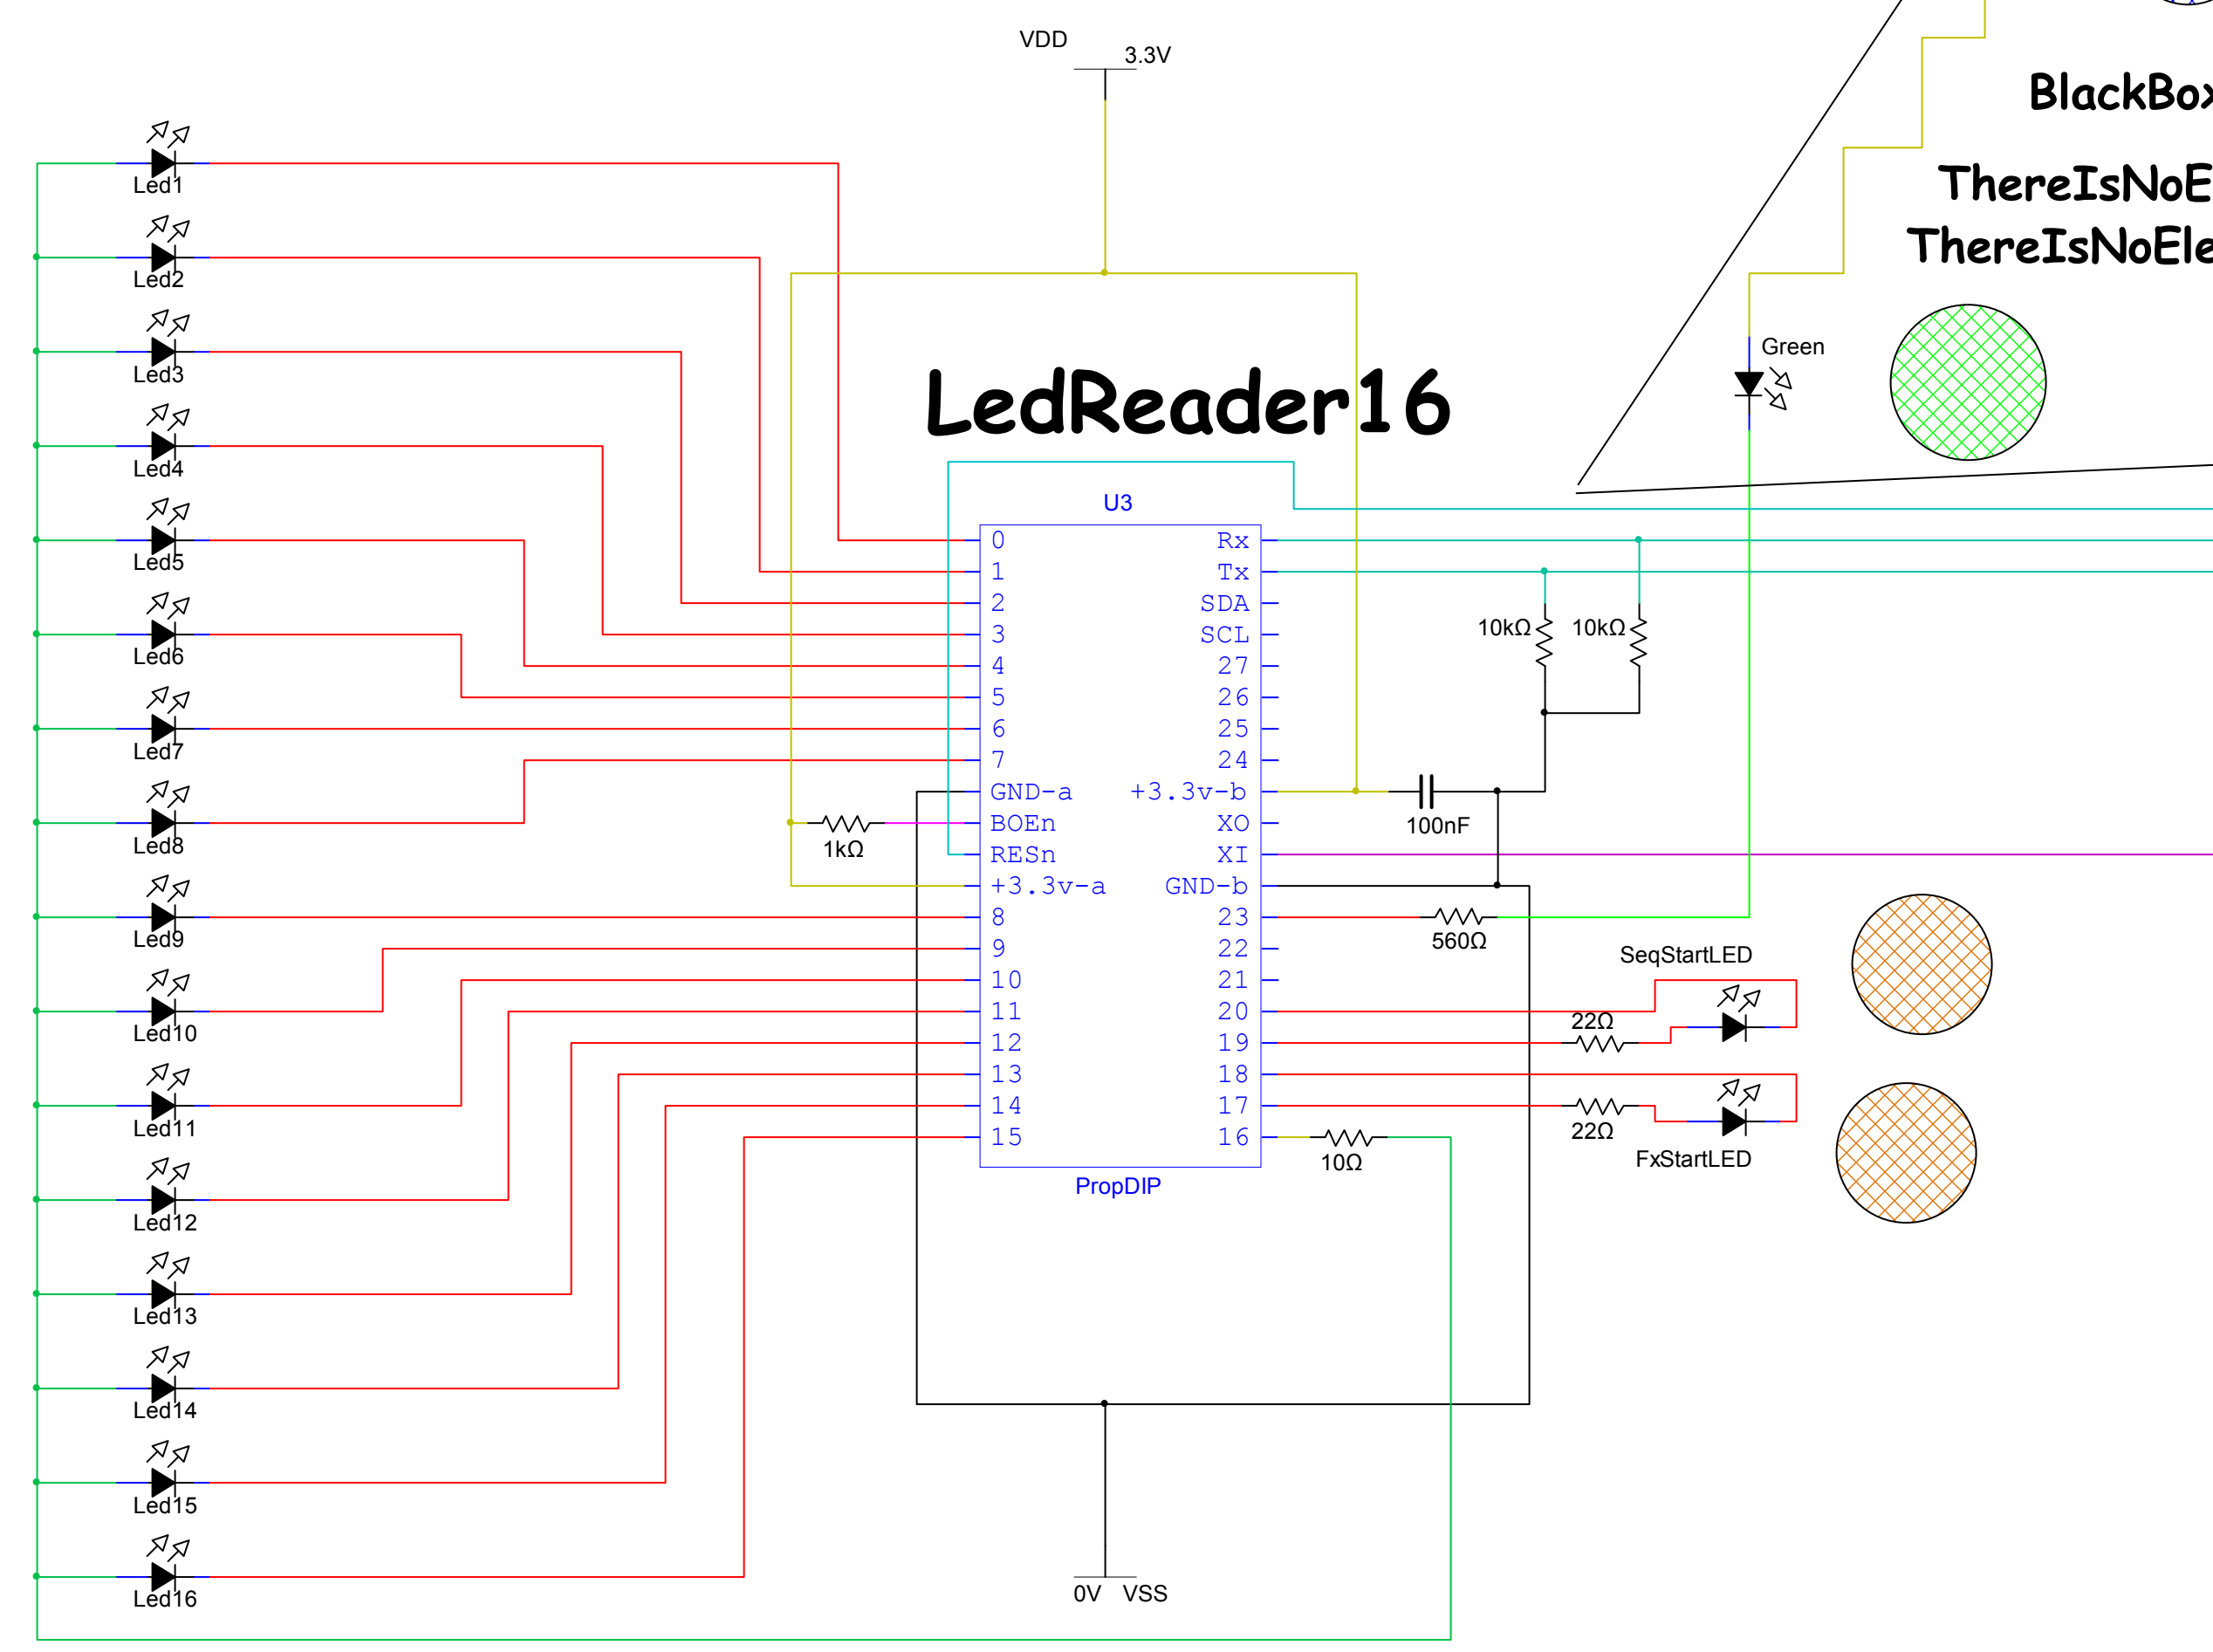 VDD
3.3V
BlackBox
ThereIsNoE
ThereIsNoEle
Led1
Led2
Led3
Led4
Led5
Led6
Led7
Led8
Led9
Led10
Led11
Led12
Led13
Led14
Led15
Led16
Green
LedReader16
U3
0 Rx
1 Tx
2 SDA
3 SCL
4 27
5 26
6 25
7 24
GND-a +3.3v-b
BOEn XO
RESn XI
+3.3v-a GND-b
8 23
9 22
10 21
11 20
12 19
13 18
14 17
15 16
PropDIP
1kΩ
10kΩ 10kΩ
100nF
560Ω
SeqStartLED
22Ω
22Ω
FxStartLED
10Ω
0V VSS